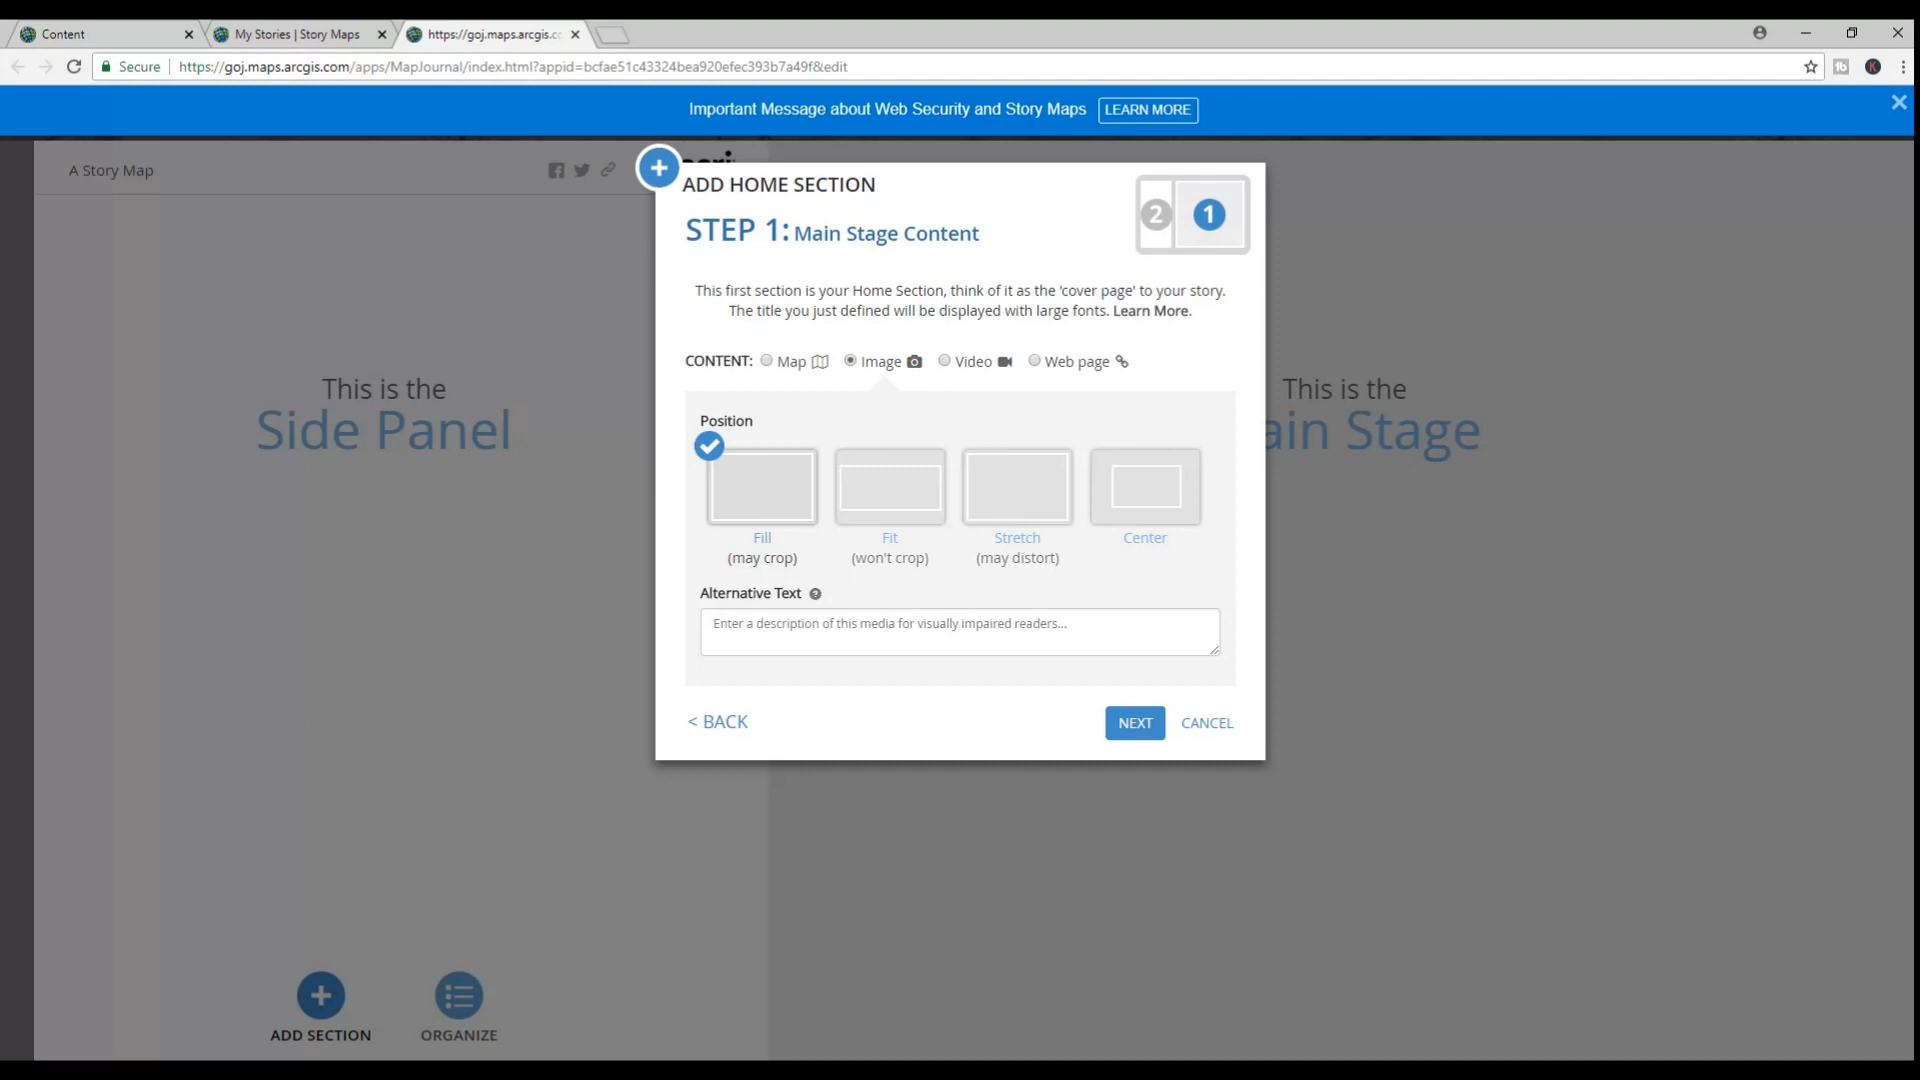 Content
My Stories | Story Maps
https://goj.maps.arcgis.c
Secure
https://goj.maps.arcgis.com/apps/MapJournal/index.html?appid=bcfae51c43324bea920efec393b7a49f&edit
Important Message about Web Security and Story Maps
LEARN MORE
A Story Map
ADD HOME SECTION
STEP 1: Main Stage Content
2
1
This first section is your Home Section, think of it as the 'cover page' to your story.
The title you just defined will be displayed with large fonts. Learn More.
CONTENT: Map Image Video Web page
This is the
Side Panel
This is the
ain Stage
Position
Fill
(may crop)
Fit
(won't crop)
Stretch
(may distort)
Center
Alternative Text
Enter a description of this media for visually impaired readers...
< BACK
NEXT
CANCEL
ADD SECTION
ORGANIZE